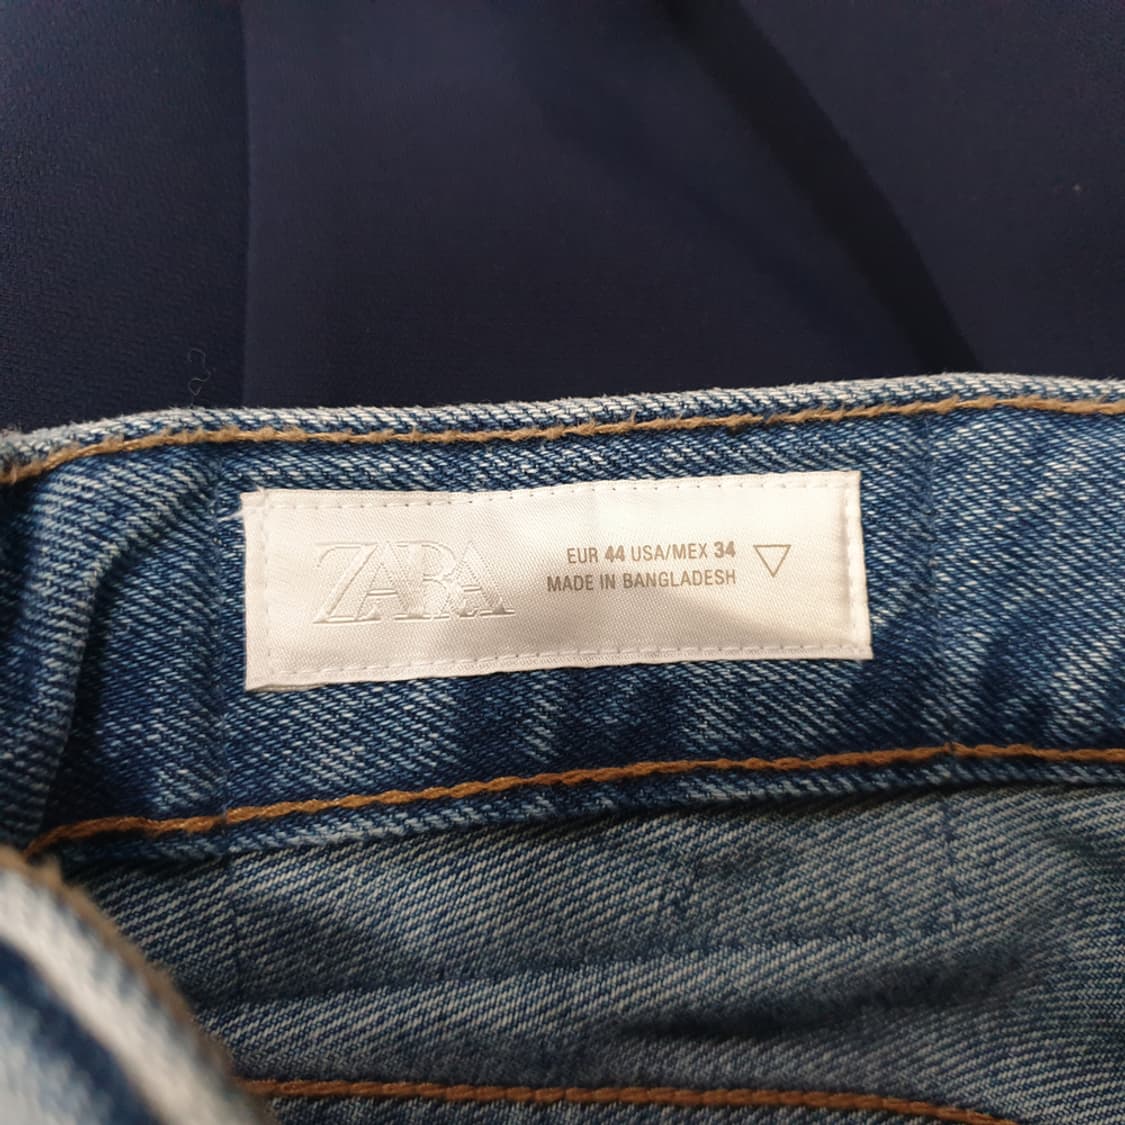 ZARA
EUR 44 USA/MEX 34
MADE IN BANGLADESH